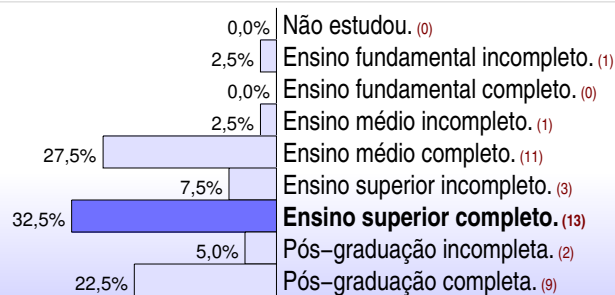 0,0% Não estudou. (0)
2,5% Ensino fundamental incompleto. (1)
0,0% Ensino fundamental completo. (0)
2,5% Ensino médio incompleto. (1)
27,5% Ensino médio completo. (11)
7,5% Ensino superior incompleto. (3)
32,5% Ensino superior completo. (13)
5,0% Pós−graduação incompleta. (2)
22,5% Pós−graduação completa. (9)